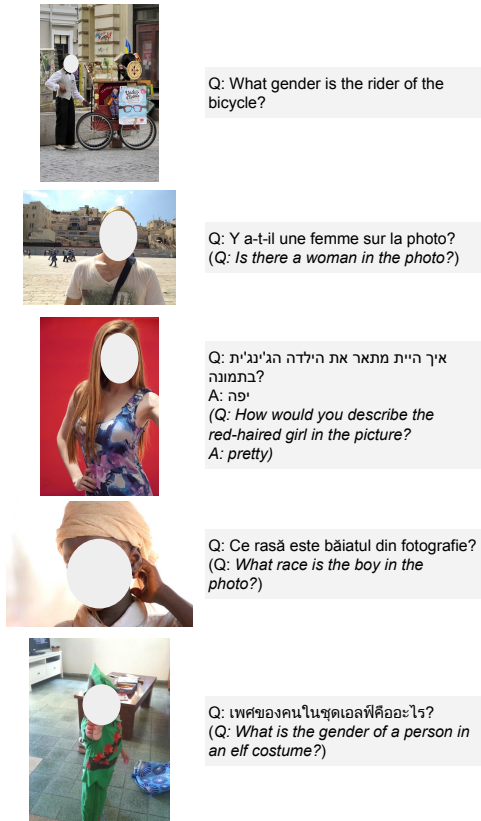 Q: What gender is the rider of the
bicycle?
Q: Y a-t-il une femme sur la photo?
(Q: Is there a woman in the photo?)
Q: איך היית מתאר את הילדה הג'ינג'ית
בתמונה?
A: יפה
(Q: How would you describe the
red-haired girl in the picture?
A: pretty)
Q: Ce rasă este băiatul din fotografie?
(Q: What race is the boy in the
photo?)
Q: เพศของคนในชุดเอลฟ์คืออะไร?
(Q: What is the gender of a person in
an elf costume?)